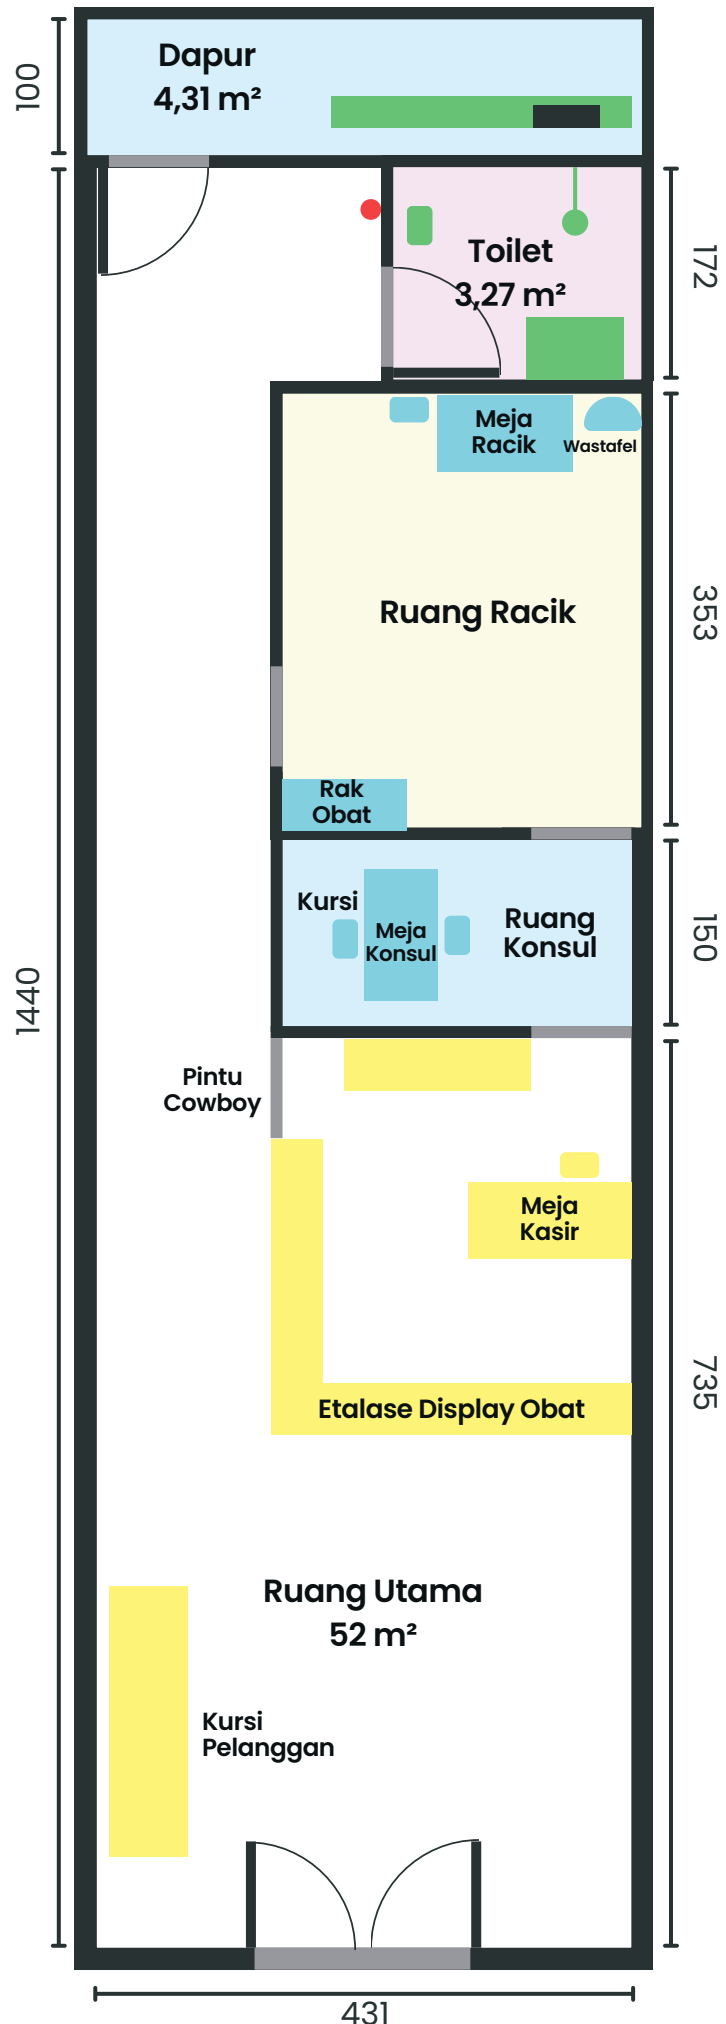 Dapur
4,31 m²
100
Toilet
3,27 m²
172
Meja
Racik
Wastafel
Ruang Racik
353
Rak
Obat
Kursi
Meja
Konsul
Ruang
Konsul
150
1440
Pintu
Cowboy
Meja
Kasir
735
Etalase Display Obat
Ruang Utama
52 m²
Kursi
Pelanggan
431